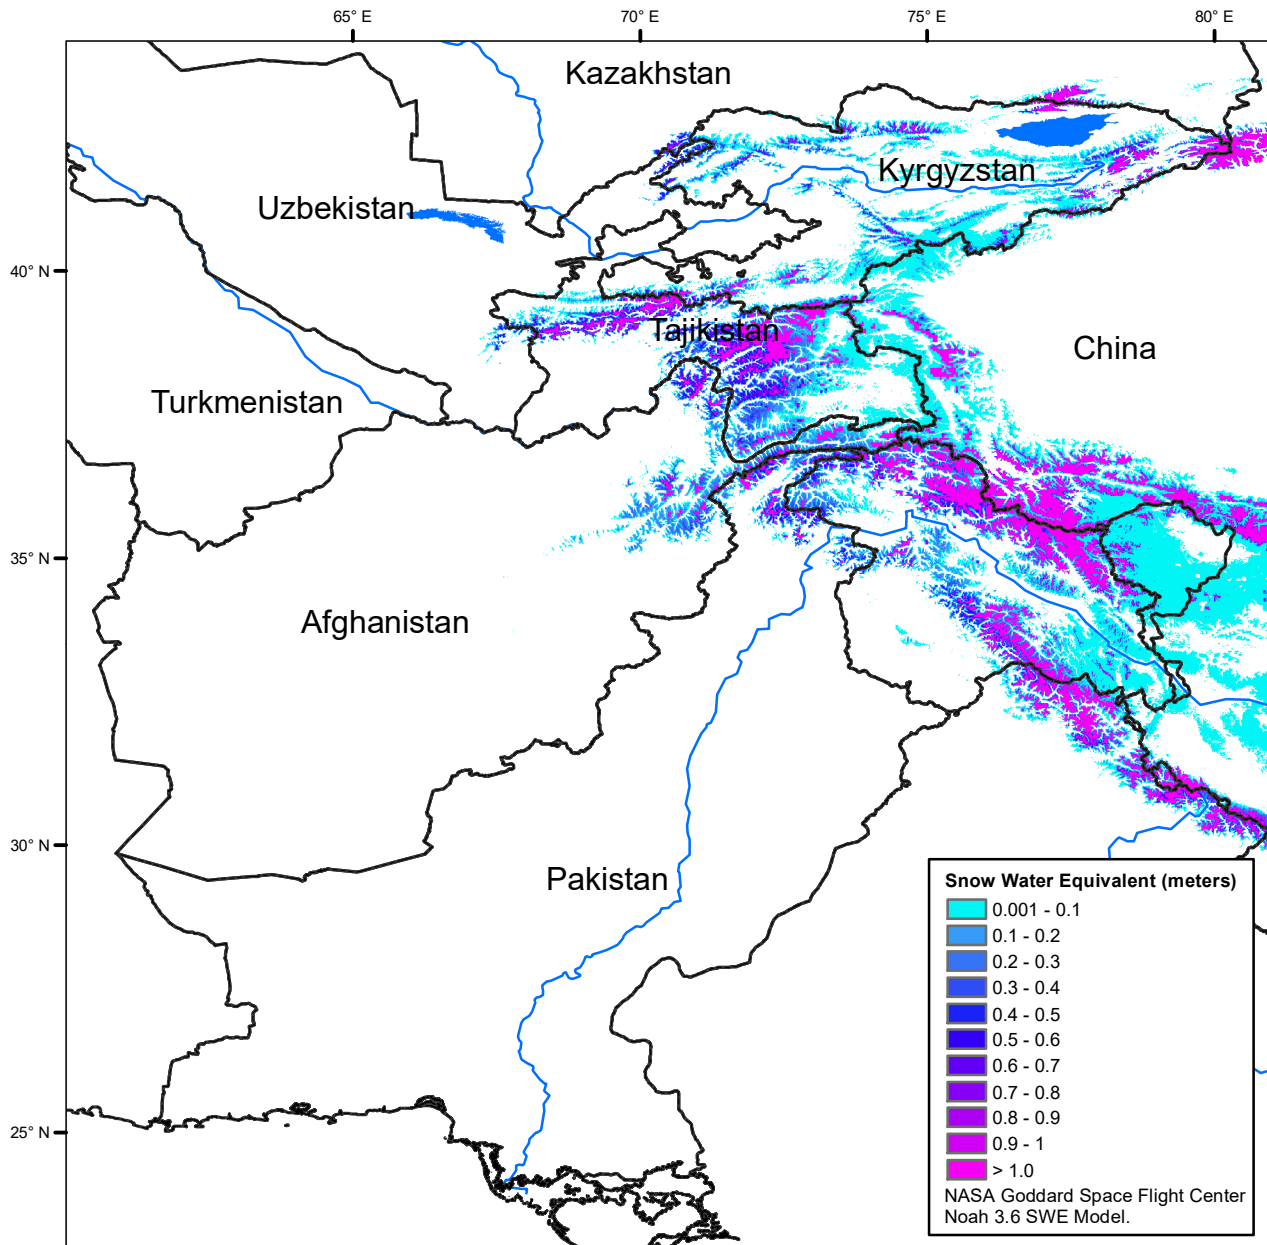 65° E
70° E
75° E
80° E
Kazakhstan
Kyrgyzstan
Uzbekistan
40° N
Tajikistan
China
Turkmenistan
35° N
Afghanistan
30° N
Pakistan
25° N
Snow Water Equivalent (meters)
0.001 - 0.1
0.1 - 0.2
0.2 - 0.3
0.3 - 0.4
0.4 - 0.5
0.5 - 0.6
0.6 - 0.7
0.7 - 0.8
0.8 - 0.9
0.9 - 1
> 1.0
NASA Goddard Space Flight Center
Noah 3.6 SWE Model.